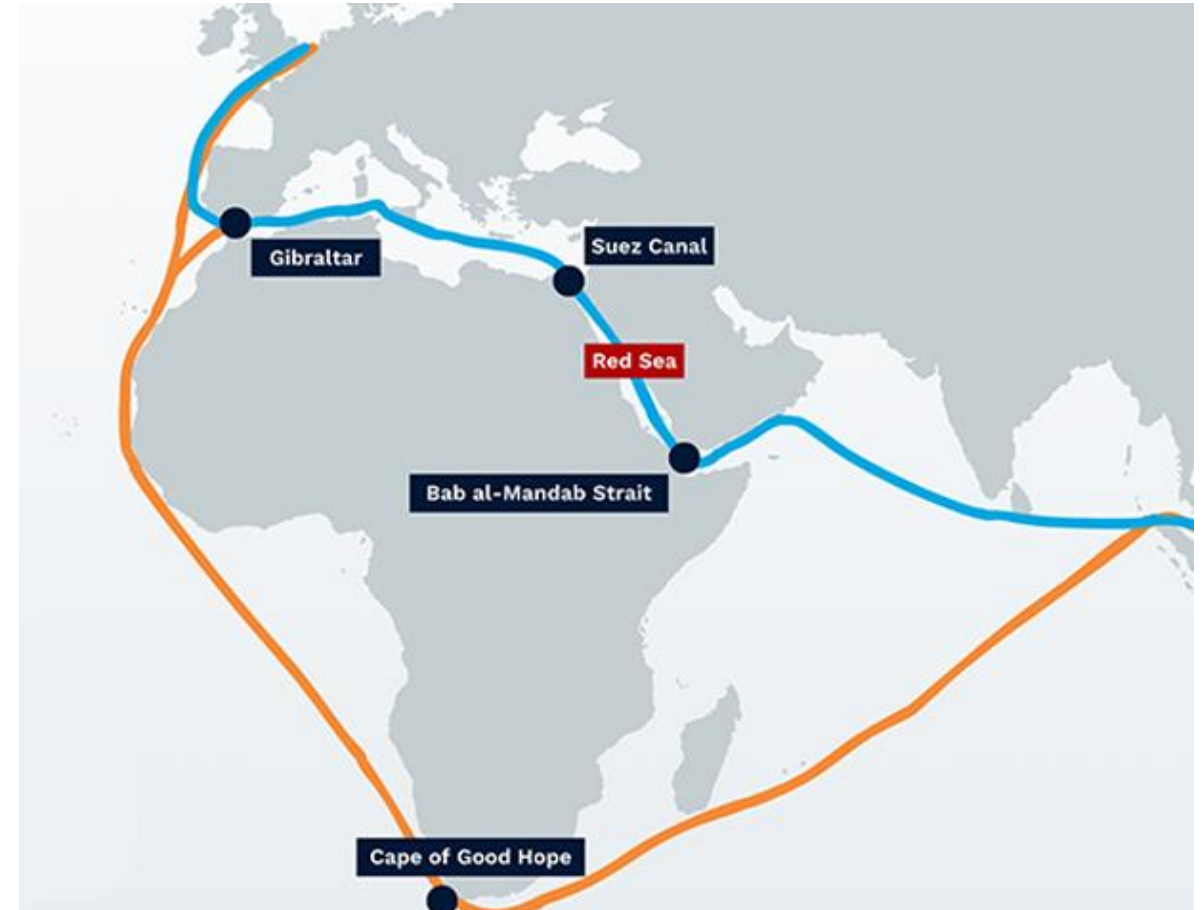 Suez Canal
Gibraltar
Red Sea
Bab al-Mandab Strait
Cape of Good Hope